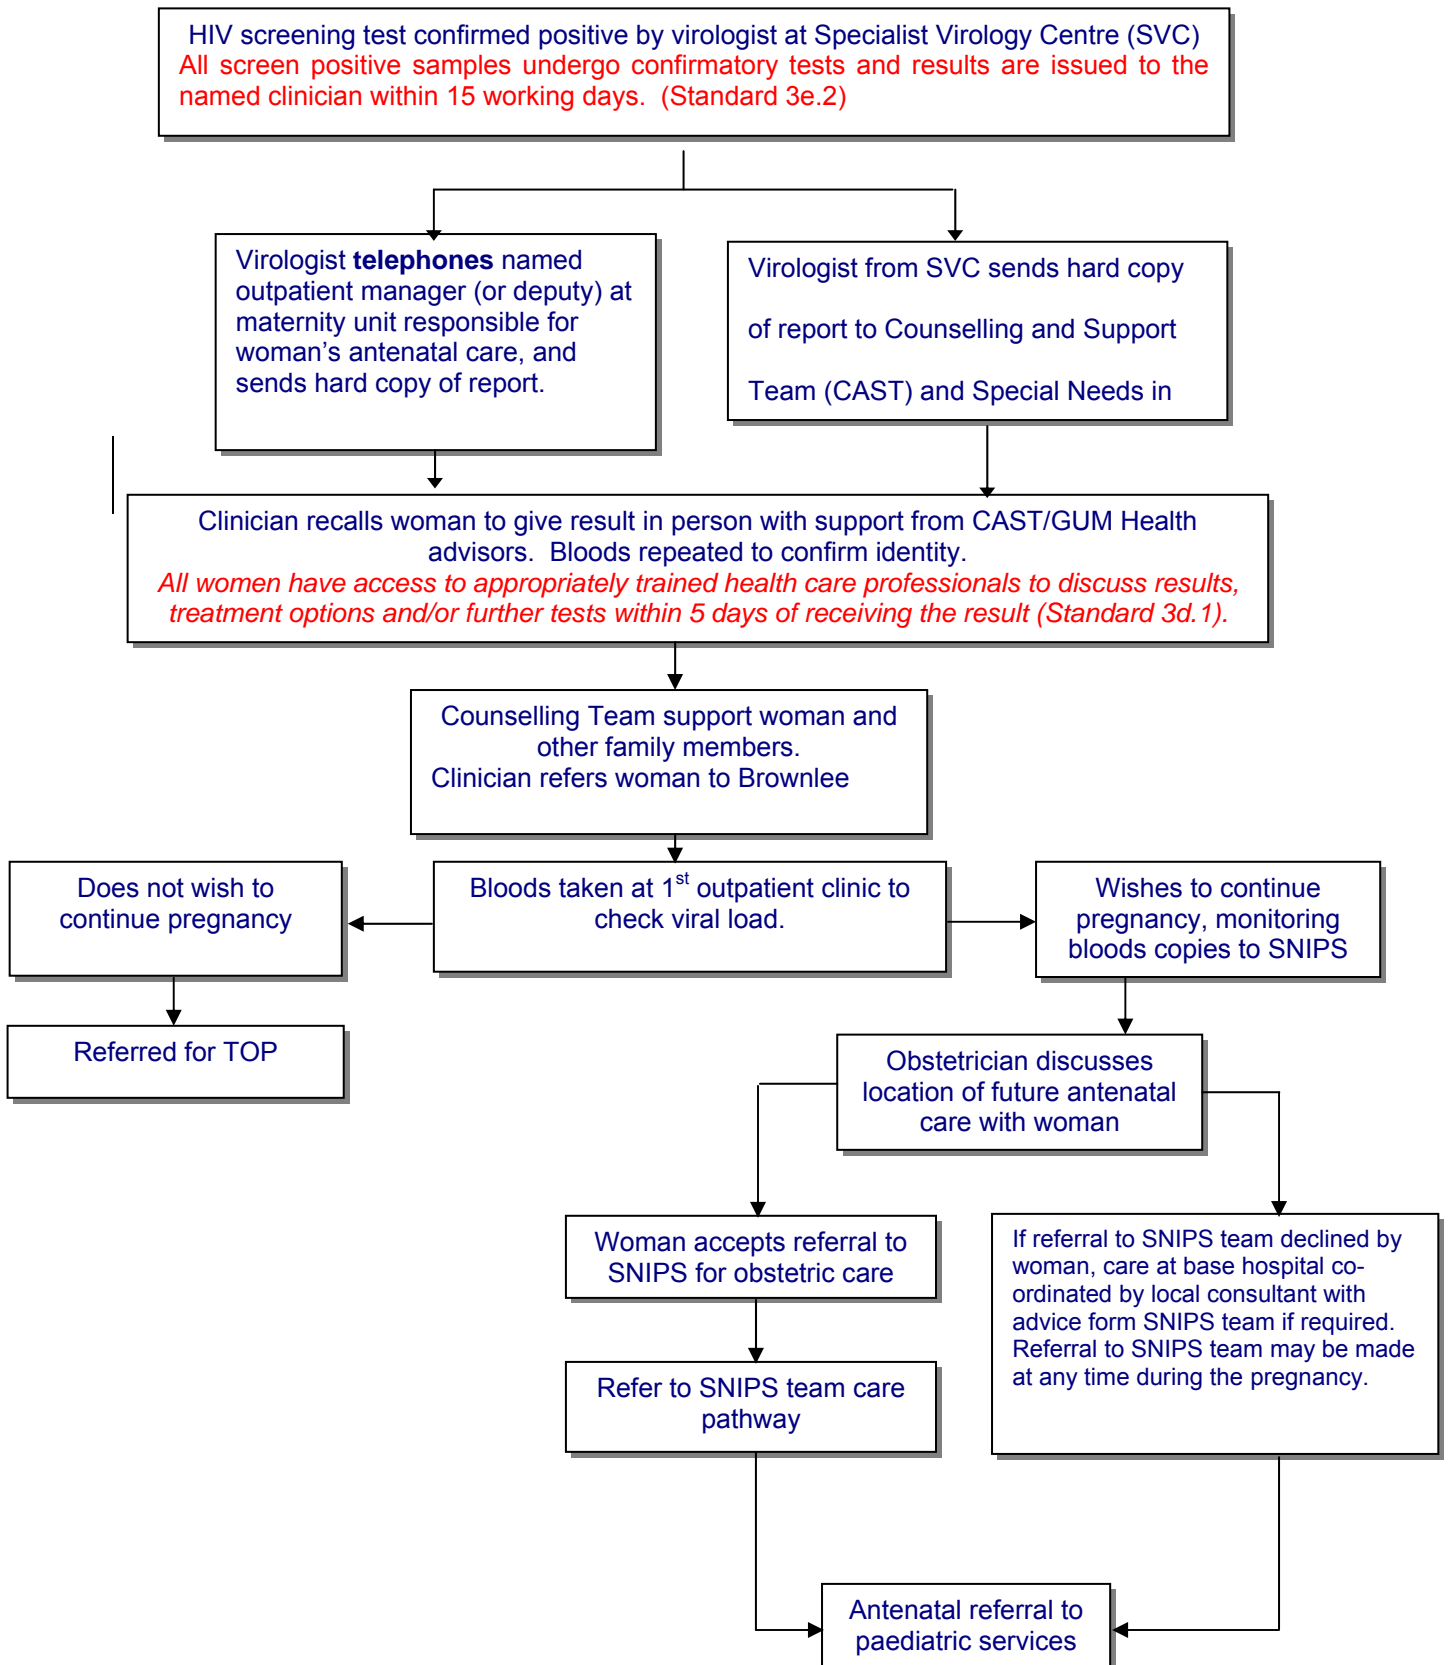 HIV screening test confirmed positive by virologist at Specialist Virology Centre (SVC)
All screen positive samples undergo confirmatory tests and results are issued to the
named clinician within 15 working days. (Standard 3e.2)
Virologist telephones named
outpatient manager (or deputy) at
maternity unit responsible for
woman's antenatal care, and
sends hard copy of report.
Virologist from SVC sends hard copy
of report to Counselling and Support
Team (CAST) and Special Needs in
Clinician recalls woman to give result in person with support from CAST/GUM Health
advisors. Bloods repeated to confirm identity.
All women have access to appropriately trained health care professionals to discuss results,
treatment options and/or further tests within 5 days of receiving the result (Standard 3d.1).
Counselling Team support woman and
other family members.
Clinician refers woman to Brownlee
Does not wish to
continue pregnancy
Bloods taken at 1st outpatient clinic to
check viral load.
Wishes to continue
pregnancy, monitoring
bloods copies to SNIPS
Referred for TOP
Obstetrician discusses
location of future antenatal
care with woman
Woman accepts referral to
SNIPS for obstetric care
If referral to SNIPS team declined by
woman, care at base hospital co-
ordinated by local consultant with
advice form SNIPS team if required.
Referral to SNIPS team may be made
at any time during the pregnancy.
Refer to SNIPS team care
pathway
Antenatal referral to
paediatric services